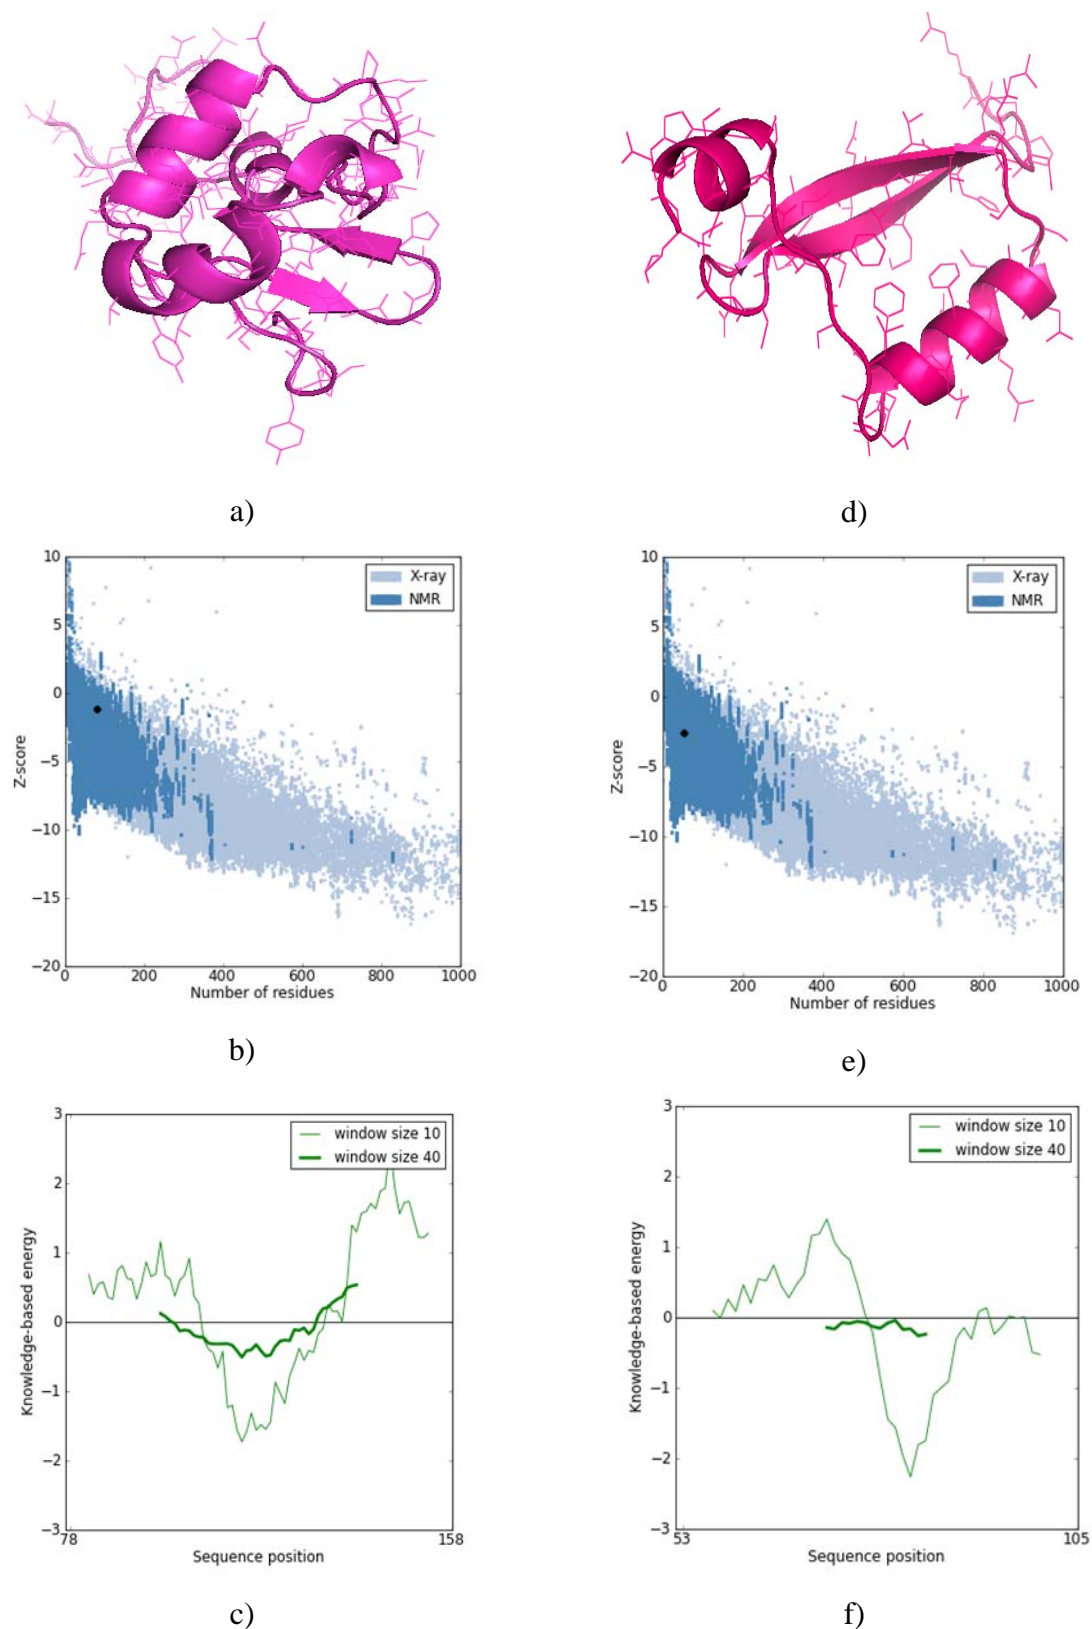 a)
d)
10
5
0
−5
−10
−15
−20
Z-score
X-ray
NMR
0
200
400
600
800
1000
Number of residues
10
5
0
−5
−10
−15
−20
Z-score
X-ray
NMR
0
200
400
600
800
1000
Number of residues
b)
e)
3
2
1
0
−1
−2
−3
Knowledge-based energy
window size 10
window size 40
78
158
Sequence position
3
2
1
0
−1
−2
−3
Knowledge-based energy
window size 10
window size 40
53
105
Sequence position
c)
f)